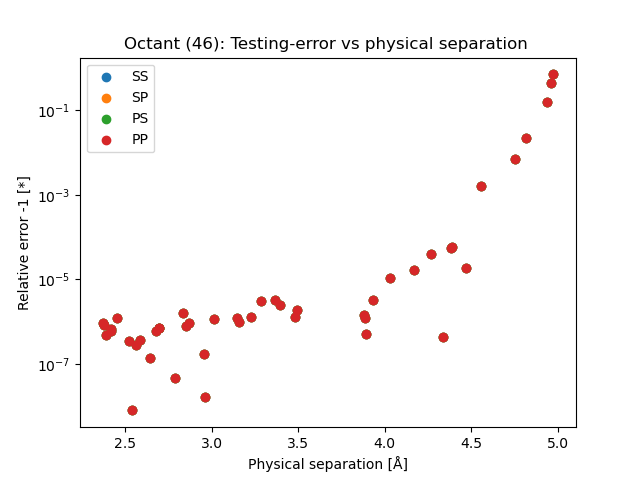 Octant (46): Testing-error vs physical separation
SS
SP
PS
PP
Relative error -1 [*]
10⁻¹
10⁻³
10⁻⁵
10⁻⁷
2.5 3.0 3.5 4.0 4.5 5.0
Physical separation [Å]